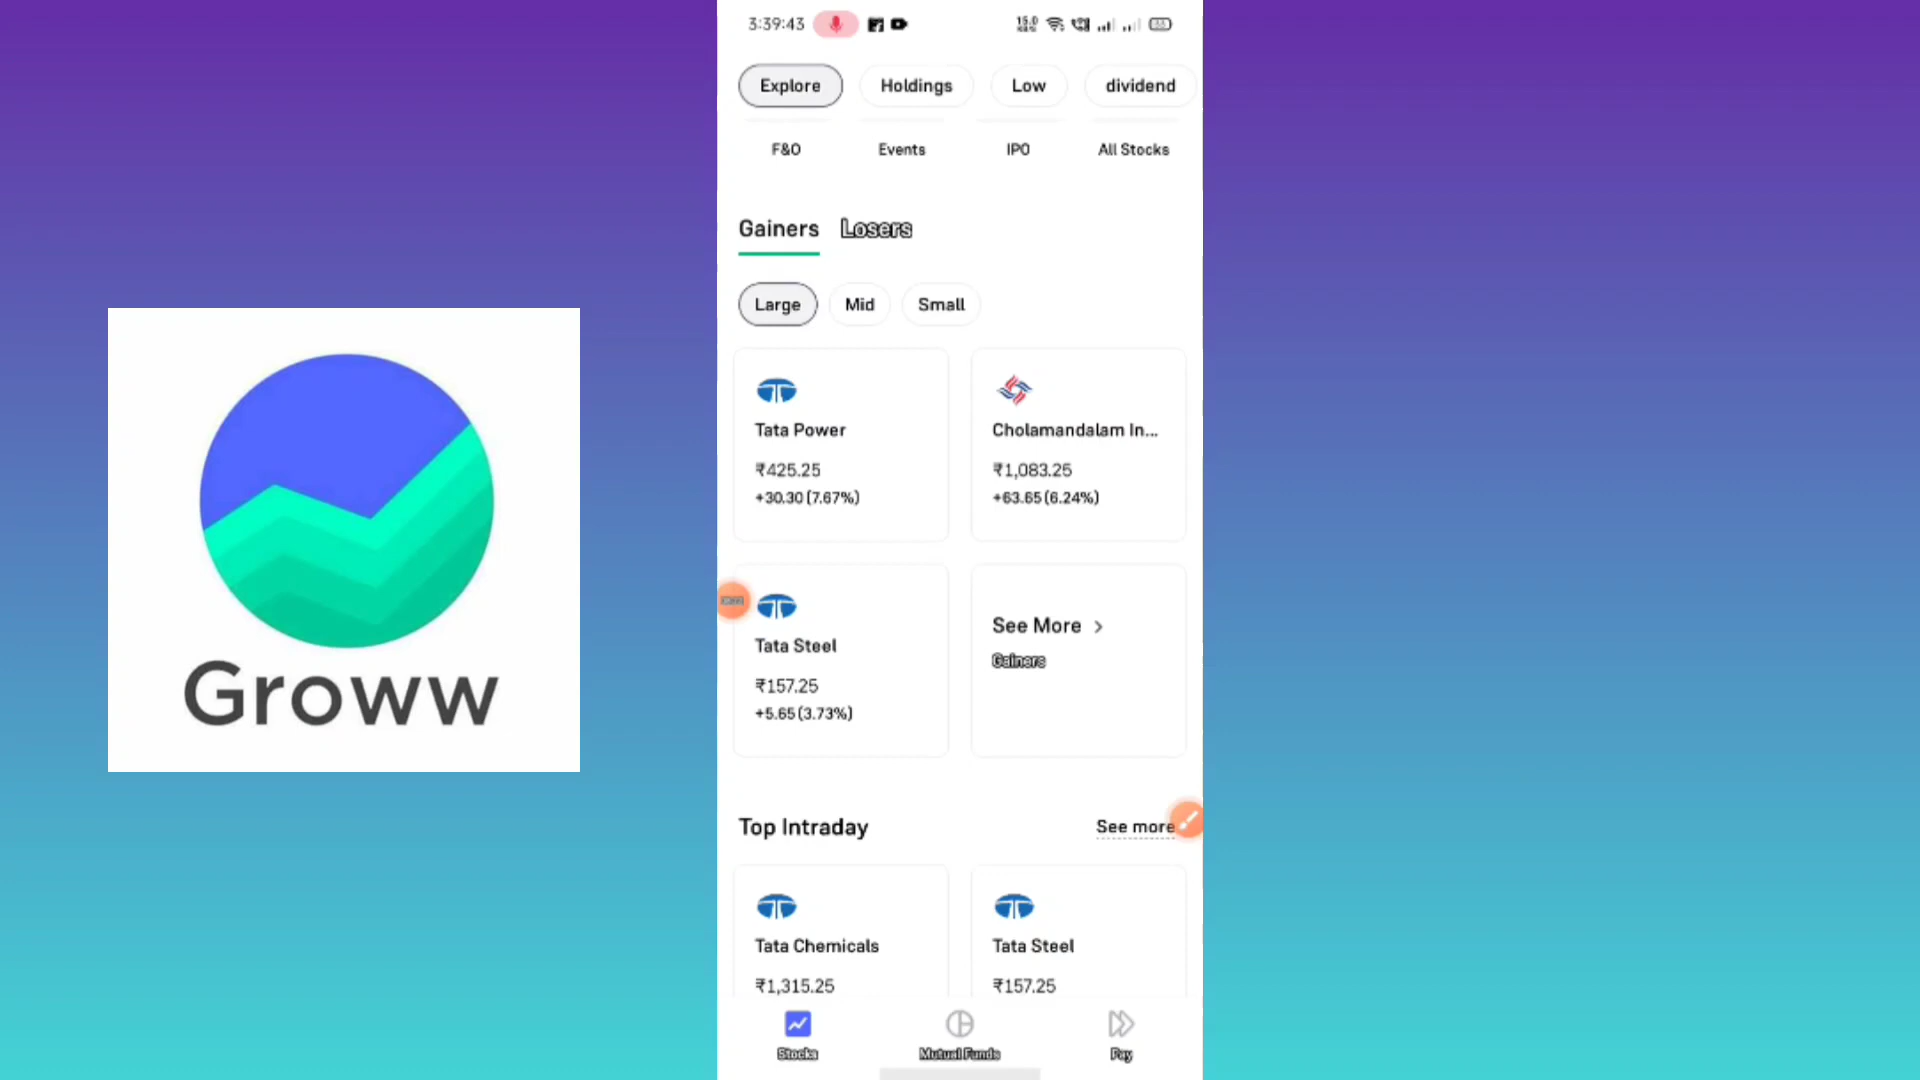 3:39:43
Explore
Holdings
Low
dividend
F&O
Events
IPO
All Stocks
Gainers
Losers
Large
Mid
Small
Tata Power
₹425.25
+30.30 (7.67%)
Cholamandalam In...
₹1,083.25
+63.65 (6.24%)
Tata Steel
₹157.25
+5.65 (3.73%)
See More >
Gainers
Groww
Top Intraday
See more
Tata Chemicals
₹1,315.25
Tata Steel
₹157.25
Stocks
Mutual Funds
Pay